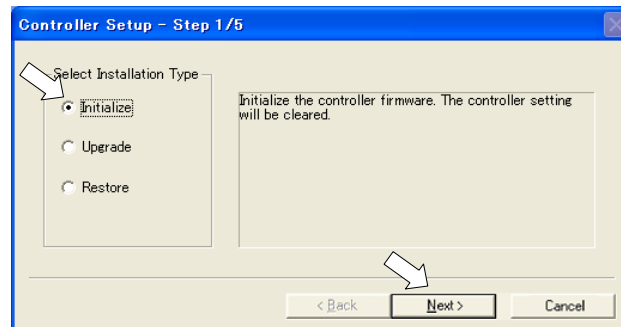 Controller Setup - Step 1/5
Select Installation Type
Initialize
Initialize the controller firmware. The controller setting
will be cleared.
Upgrade
Restore
< Back
Next >
Cancel